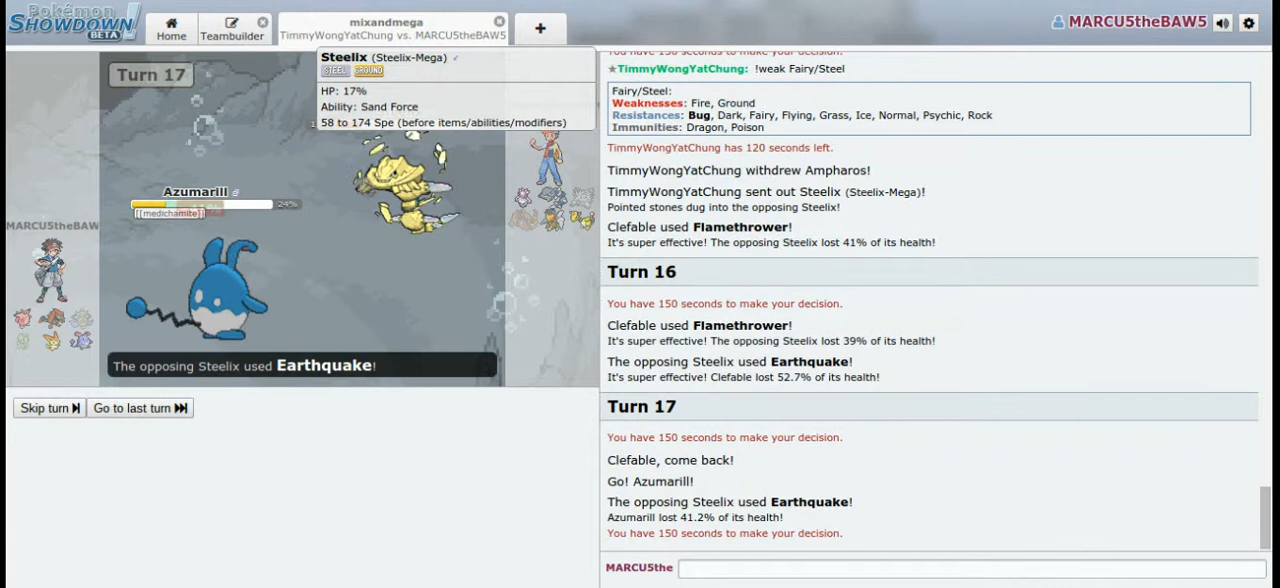 Pokémon
SHOWDOWN!
BETA
Home
Teambuilder
mixandmega
TimmyWongYatChung vs. MARCU5theBAW5
MARCU5theBAW5
Turn 17
Steelix (Steelix-Mega) ♂
STEEL GROUND
HP: 17%
Ability: Sand Force
58 to 174 Spe (before items/abilities/modifiers)
Azumarill
24%
[[medichamite]]
MARCU5theBAW
The opposing Steelix used Earthquake!
Skip turn
Go to last turn
You have 150 seconds to make your decision.
★TimmyWongYatChung: !weak Fairy/Steel
Fairy/Steel:
Weaknesses: Fire, Ground
Resistances: Bug, Dark, Fairy, Flying, Grass, Ice, Normal, Psychic, Rock
Immunities: Dragon, Poison
TimmyWongYatChung has 120 seconds left.
TimmyWongYatChung withdrew Ampharos!
TimmyWongYatChung sent out Steelix (Steelix-Mega)!
Pointed stones dug into the opposing Steelix!
Clefable used Flamethrower!
It's super effective! The opposing Steelix lost 41% of its health!
Turn 16
You have 150 seconds to make your decision.
Clefable used Flamethrower!
It's super effective! The opposing Steelix lost 39% of its health!
The opposing Steelix used Earthquake!
It's super effective! Clefable lost 52.7% of its health!
Turn 17
You have 150 seconds to make your decision.
Clefable, come back!
Go! Azumarill!
The opposing Steelix used Earthquake!
Azumarill lost 41.2% of its health!
You have 150 seconds to make your decision.
MARCU5the